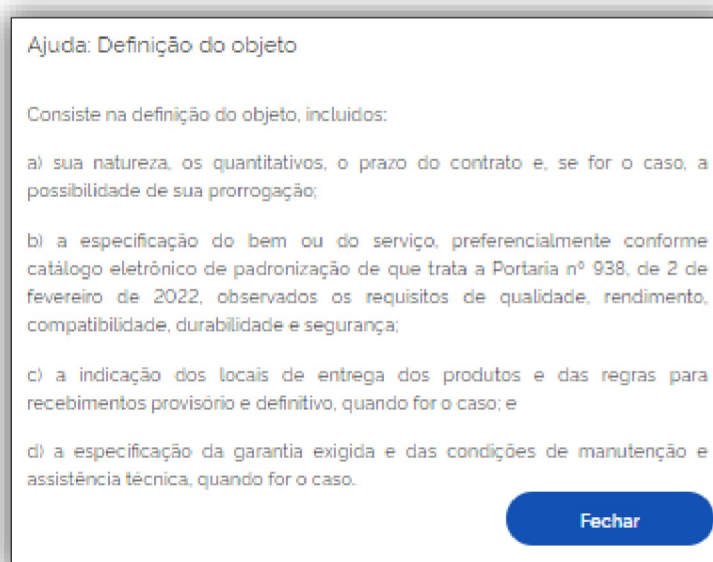 Ajuda: Definição do objeto
Consiste na definição do objeto, incluidos:
a) sua natureza, os quantitativos, o prazo do contrato e, se for o caso, a
possibilidade de sua prorrogação;
b) a especificação do bem ou do serviço, preferencialmente conforme
catálogo eletrônico de padronização de que trata a Portaria nº 938, de 2 de
fevereiro de 2022, observados os requisitos de qualidade, rendimento,
compatibilidade, durabilidade e segurança;
c) a indicação dos locais de entrega dos produtos e das regras para
recebimentos provisório e definitivo, quando for o caso; e
d) a especificação da garantia exigida e das condições de manutenção e
assistência técnica, quando for o caso.
Fechar